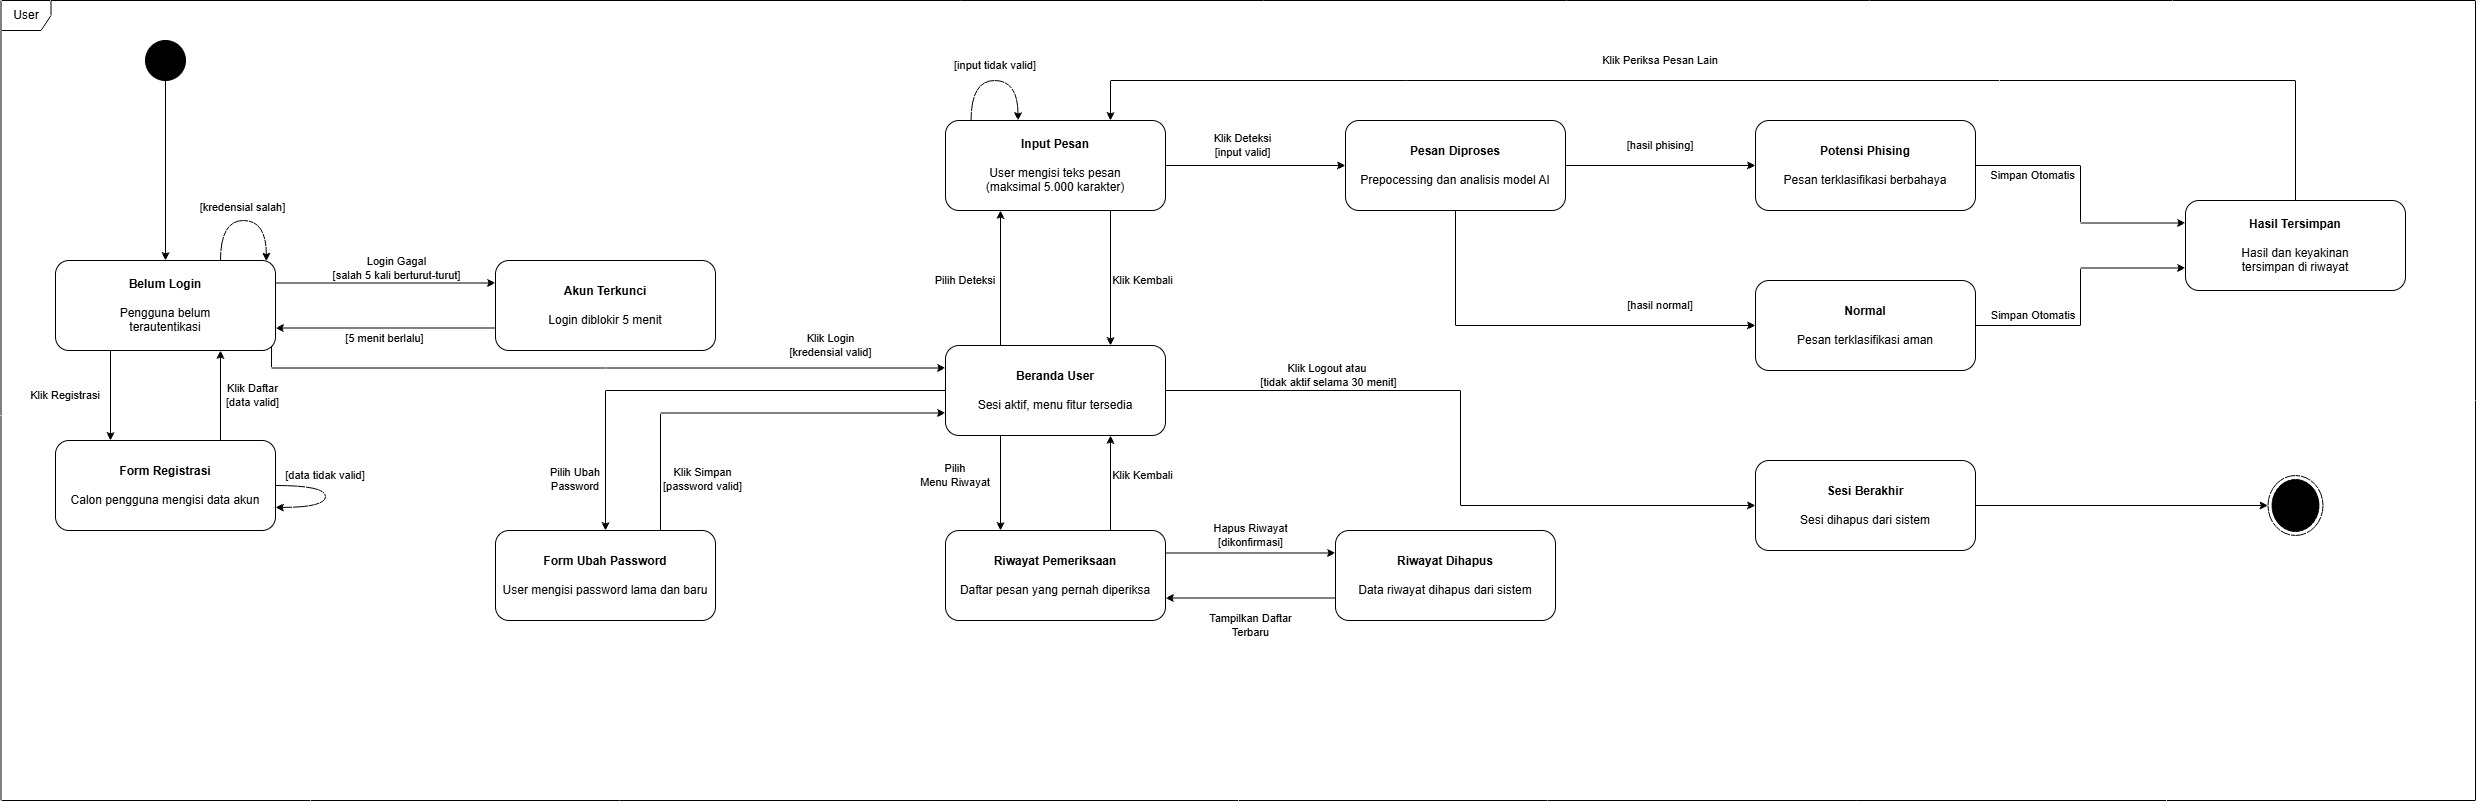 User
Klik Periksa Pesan Lain
[input tidak valid]
Input Pesan
User mengisi teks pesan
(maksimal 5.000 karakter)
Klik Deteksi
[input valid]
Pesan Diproses
Prepocessing dan analisis model AI
[hasil phising]
Potensi Phising
Pesan terklasifikasi berbahaya
Simpan Otomatis
Hasil Tersimpan
Hasil dan keyakinan
tersimpan di riwayat
[kredensial salah]
Belum Login
Pengguna belum
terautentikasi
Login Gagal
[salah 5 kali berturut-turut]
Akun Terkunci
Login diblokir 5 menit
[5 menit berlalu]
Pilih Deteksi
Klik Kembali
[hasil normal]
Normal
Pesan terklasifikasi aman
Simpan Otomatis
Klik Login
[kredensial valid]
Beranda User
Sesi aktif, menu fitur tersedia
Klik Logout atau
[tidak aktif selama 30 menit]
Klik Registrasi
Klik Daftar
[data valid]
Form Registrasi
Calon pengguna mengisi data akun
[data tidak valid]
Pilih Ubah
Password
Klik Simpan
[password valid]
Pilih
Menu Riwayat
Klik Kembali
Sesi Berakhir
Sesi dihapus dari sistem
Form Ubah Password
User mengisi password lama dan baru
Riwayat Pemeriksaan
Daftar pesan yang pernah diperiksa
Hapus Riwayat
[dikonfirmasi]
Riwayat Dihapus
Data riwayat dihapus dari sistem
Tampilkan Daftar
Terbaru